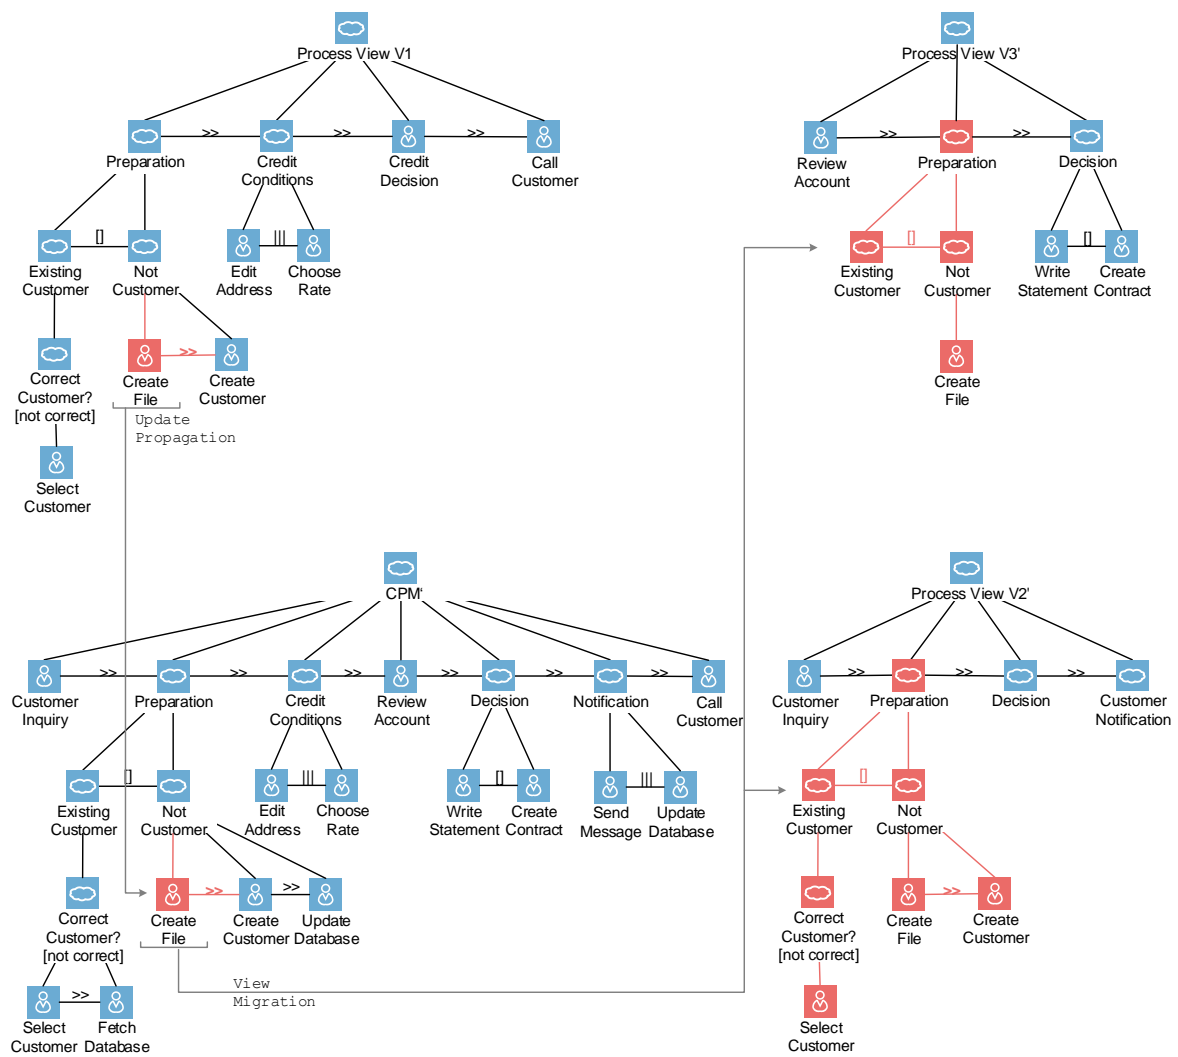 Process View V1
>> >> >>
Preparation
Credit
Conditions
Credit
Decision
Call
Customer
[]
|||
Existing
Customer
Not
Customer
Edit
Address
Choose
Rate
>>
Correct
Customer?
[not correct]
Create
File
Create
Customer
Update
Propagation
Select
Customer
Process View V3'
>> >>
Review
Account
Preparation
Decision
[]
[]
Existing
Customer
Not
Customer
Write
Statement
Create
Contract
Create
File
CPM'
>> >> >> >> >> >>
Customer
Inquiry
Preparation
Credit
Conditions
Review
Account
Decision
Notification
Call
Customer
[]
|||
[]
|||
Existing
Customer
Not
Customer
Edit
Address
Choose
Rate
Write
Statement
Create
Contract
Send
Message
Update
Database
>> >>
Correct
Customer?
[not correct]
Create
File
Create
Customer
Update
Database
>>
Select
Customer
Fetch
Database
View
Migration
Process View V2'
>> >> >>
Customer
Inquiry
Preparation
Decision
Customer
Notification
[]
Existing
Customer
Not
Customer
>>
Correct
Customer?
[not correct]
Create
File
Create
Customer
Select
Customer